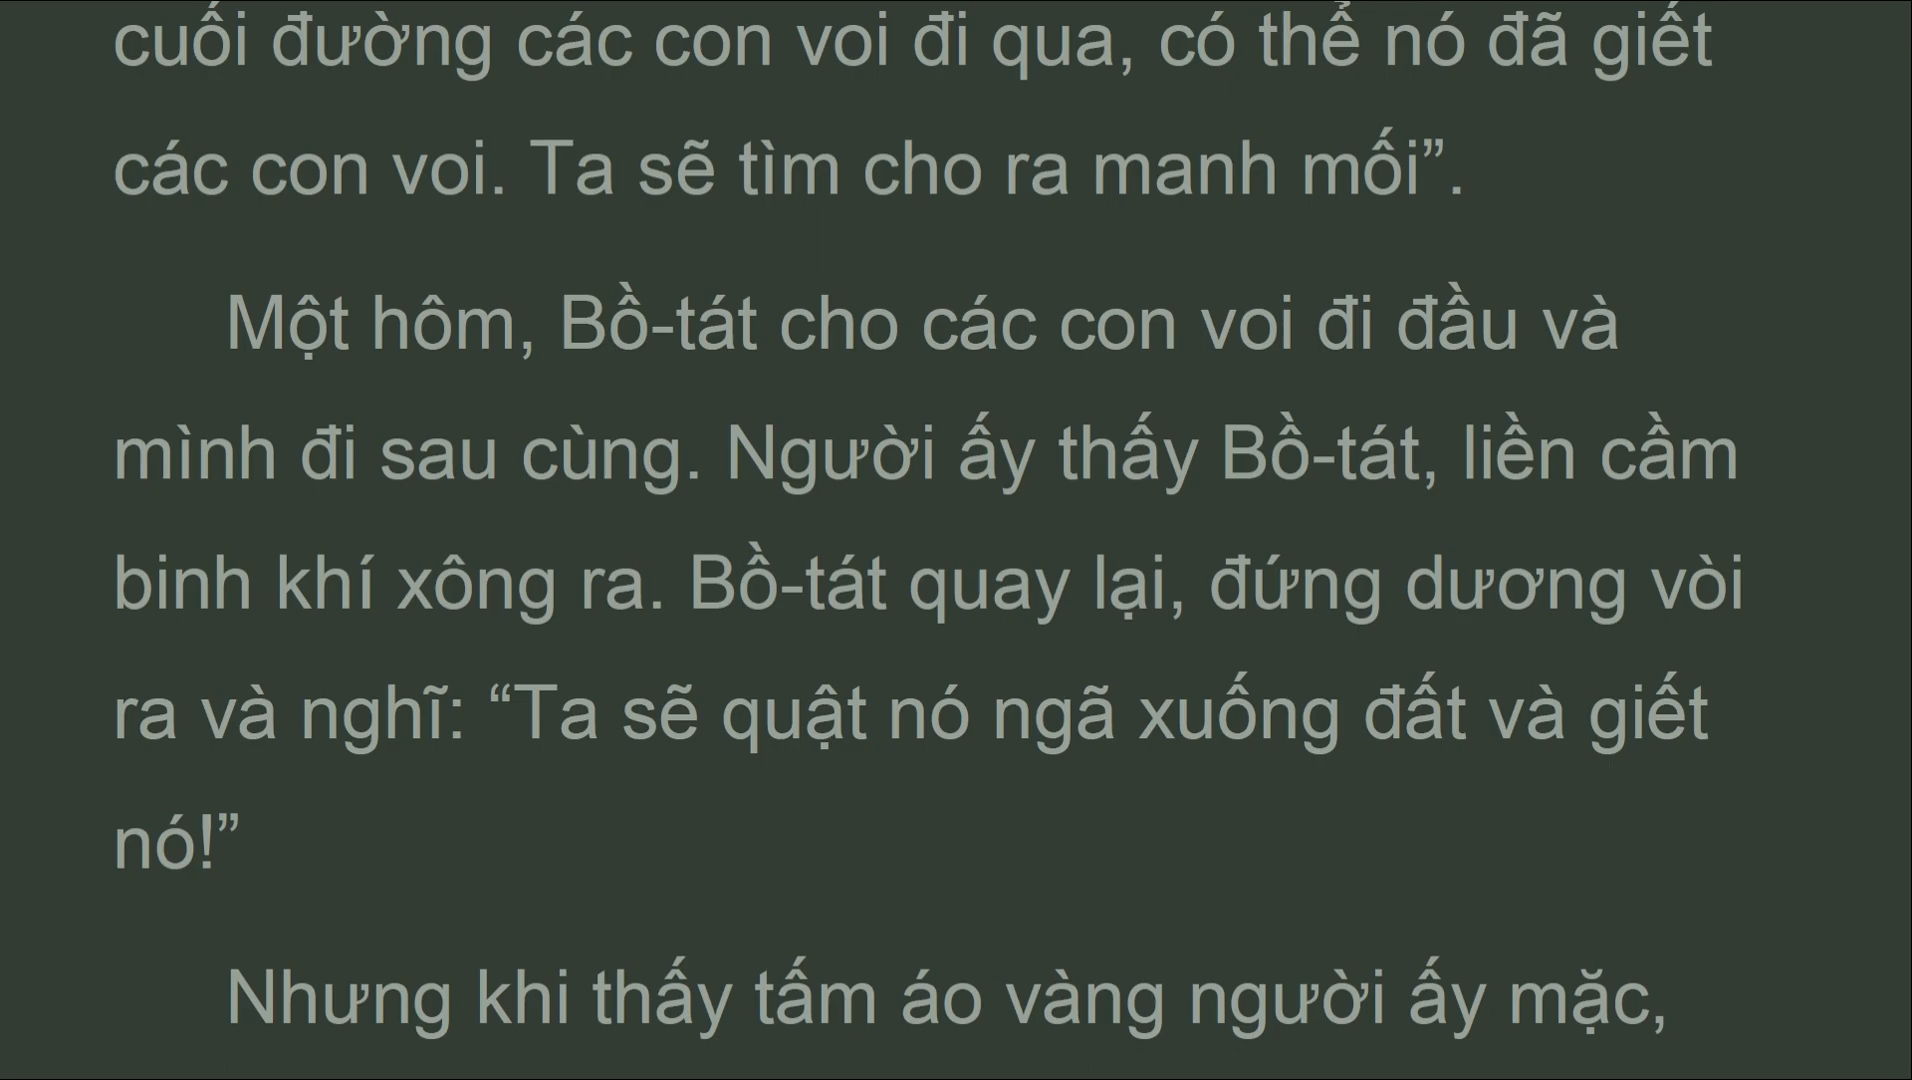 cuối đường các con voi đi qua, có thể nó đã giết
các con voi. Ta sẽ tìm cho ra manh mối”.
Một hôm, Bồ-tát cho các con voi đi đầu và
mình đi sau cùng. Người ấy thấy Bồ-tát, liền cầm
binh khí xông ra. Bồ-tát quay lại, đứng dương vòi
ra và nghĩ: “Ta sẽ quật nó ngã xuống đất và giết
nó!”
Nhưng khi thấy tấm áo vàng người ấy mặc,